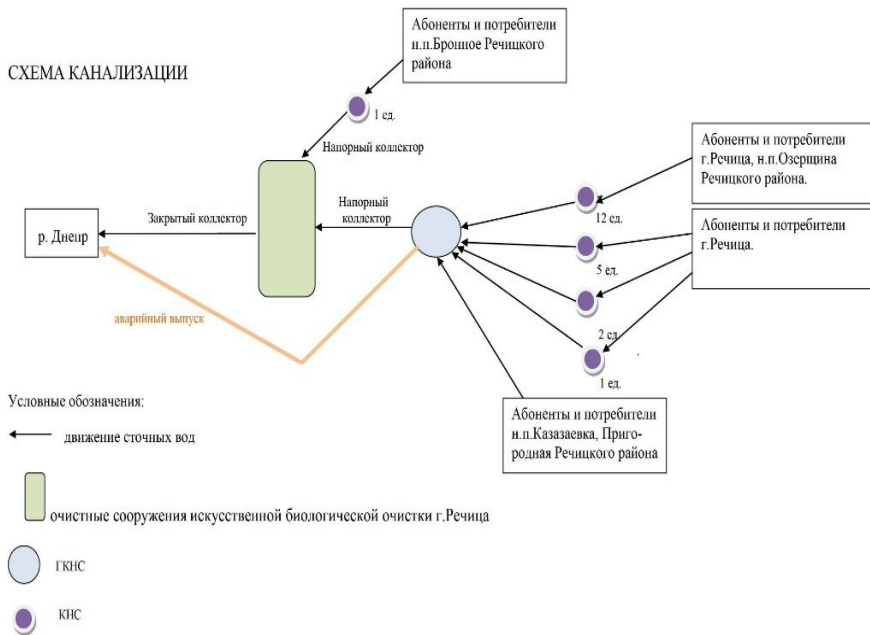 Абоненты и потребители
н.п.Бронное Речицкого
района
СХЕМА КАНАЛИЗАЦИИ
1 ед.
Напорный коллектор
Абоненты и потребители
г.Речица, н.п.Озерщина
Речицкого района.
12 ед.
Абоненты и потребители
г.Речица.
5 ед.
2 ед.
1 ед.
Напорный
коллектор
Закрытый коллектор
р. Днепр
аварийный выпуск
Абоненты и потребители
н.п.Казазаевка, Приго-
родная Речицкого района
Условные обозначения:
движение сточных вод
очистные сооружения искусственной биологической очистки г.Речица
ГКНС
КНС